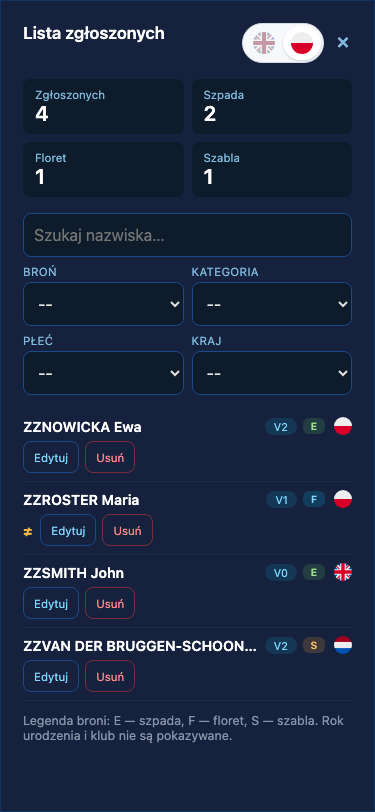 Lista zgłoszonych
×
Zgłoszonych
4
Szpada
2
Floret
1
Szabla
1
Szukaj nazwiska...
BROŃ
KATEGORIA
--
--
PŁEĆ
KRAJ
--
--
ZZNOWICKA Ewa V2 E
Edytuj Usuń
ZZROSTER Maria V1 F
≠ Edytuj Usuń
ZZSMITH John V0 E
Edytuj Usuń
ZZVAN DER BRUGGEN-SCHOON... V2 S
Edytuj Usuń
Legenda broni: E — szpada, F — floret, S — szabla. Rok
urodzenia i klub nie są pokazywane.